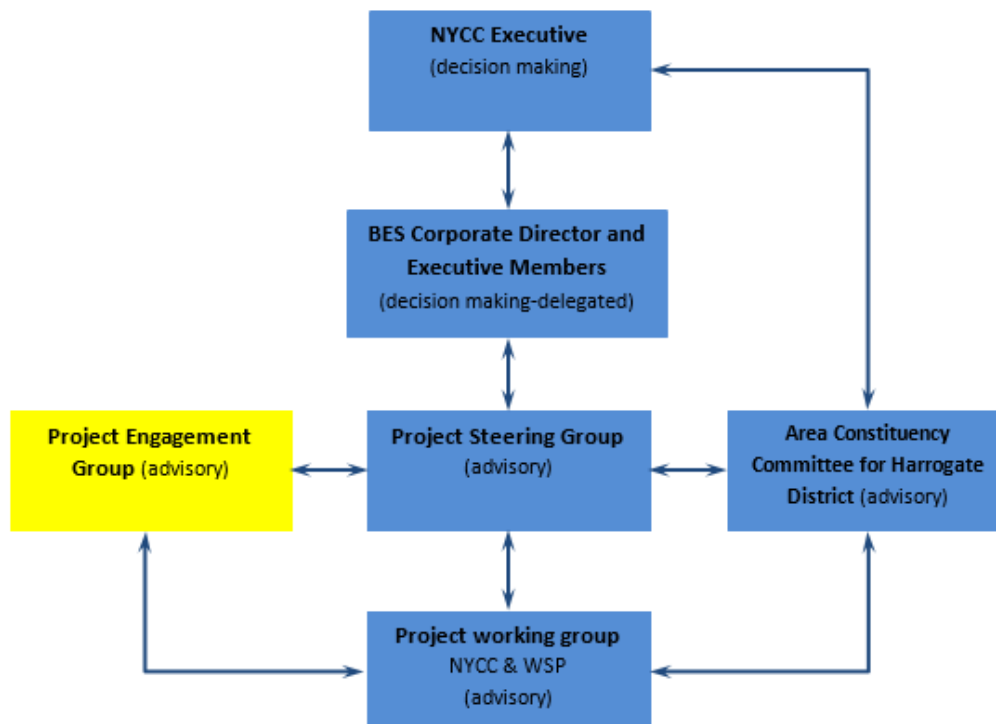 NYCC Executive
(decision making)
BES Corporate Director and
Executive Members
(decision making-delegated)
Project Engagement
Group (advisory)
Project Steering Group
(advisory)
Area Constituency
Committee for Harrogate
District (advisory)
Project working group
NYCC & WSP
(advisory)